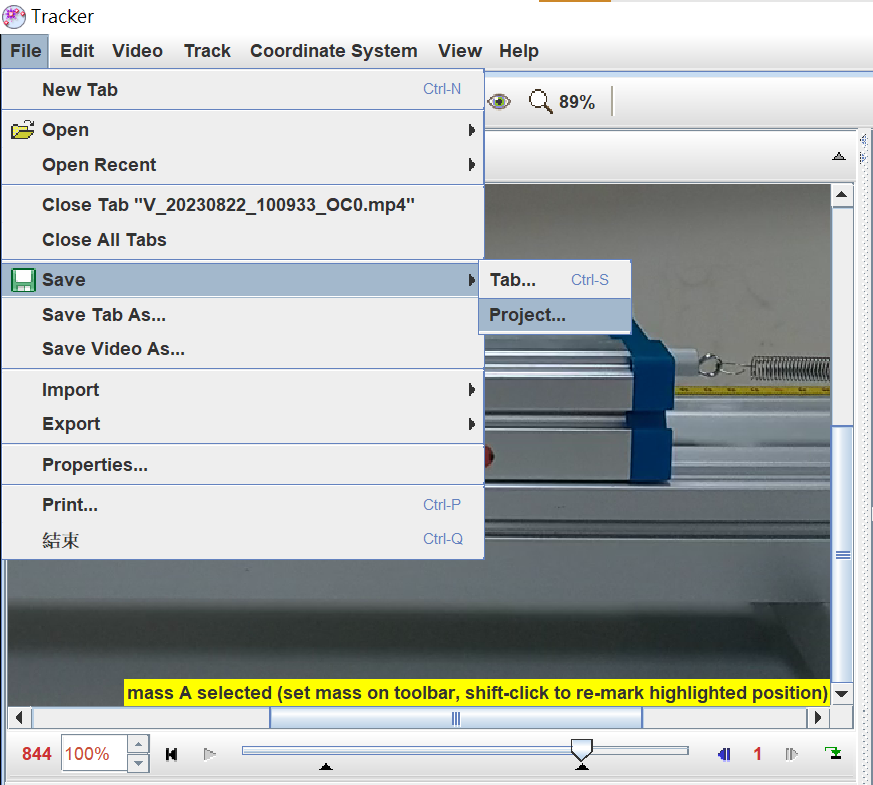 Tracker
File Edit Video Track Coordinate System View Help
New Tab Ctrl-N
89%
Open
Open Recent
Close Tab "V_20230822_100933_OC0.mp4"
Close All Tabs
Save
Tab... Ctrl-S
Save Tab As...
Project...
Save Video As...
Import
Export
Properties...
Print... Ctrl-P
結束 Ctrl-Q
mass A selected (set mass on toolbar, shift-click to re-mark highlighted position)
844 100% 1